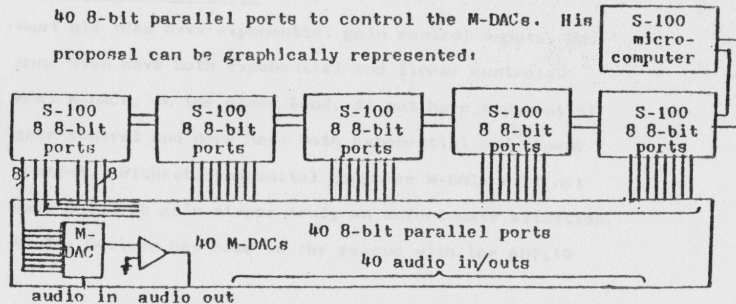 40 8-bit parallel ports to control the M-DACs. His
proposal can be graphically represented:
S-100
micro-
computer
S-100
8 8-bit
ports
S-100
8 8-bit
ports
S-100
8 8-bit
ports
S-100
8 8-bit
ports
S-100
8 8-bit
ports
8
8
M-
DAC
40 M-DACs
40 8-bit parallel ports
40 audio in/outs
audio in audio out